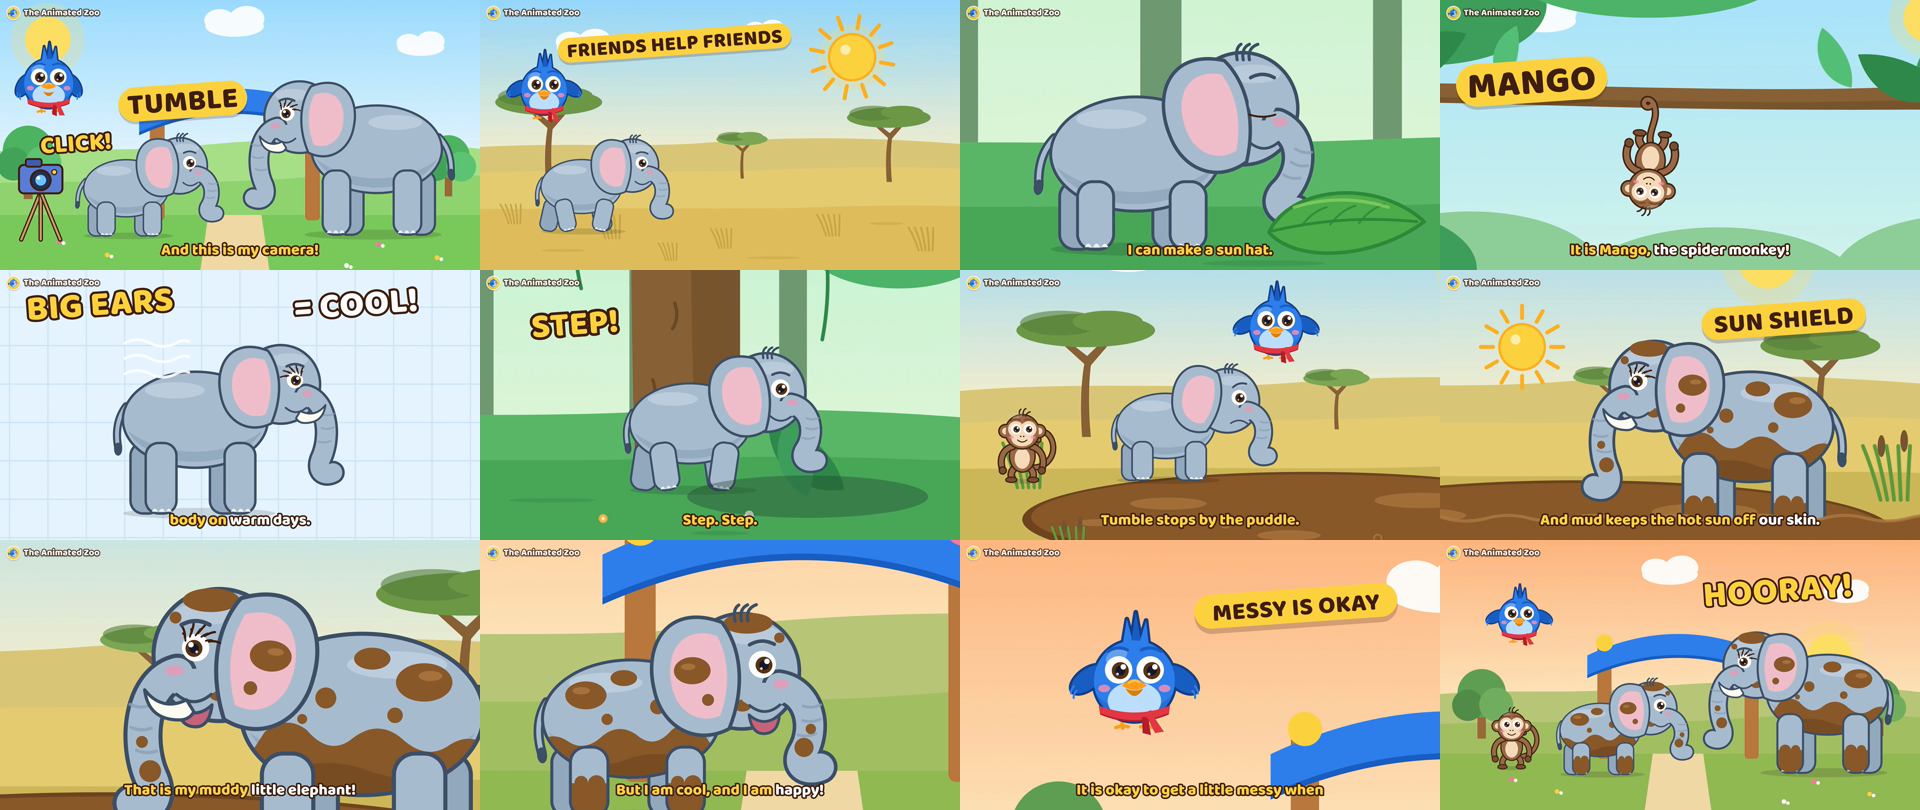 The Animated Zoo
TUMBLE
CLICK!
And this is my camera!
The Animated Zoo
FRIENDS HELP FRIENDS
The Animated Zoo
I can make a sun hat.
The Animated Zoo
MANGO
It is Mango, the spider monkey!
The Animated Zoo
BIG EARS
= COOL!
body on warm days.
The Animated Zoo
STEP!
Step. Step.
The Animated Zoo
Tumble stops by the puddle.
The Animated Zoo
SUN SHIELD
And mud keeps the hot sun off our skin.
The Animated Zoo
That is my muddy little elephant!
The Animated Zoo
But I am cool, and I am happy!
The Animated Zoo
MESSY IS OKAY
It is okay to get a little messy when
The Animated Zoo
HOORAY!